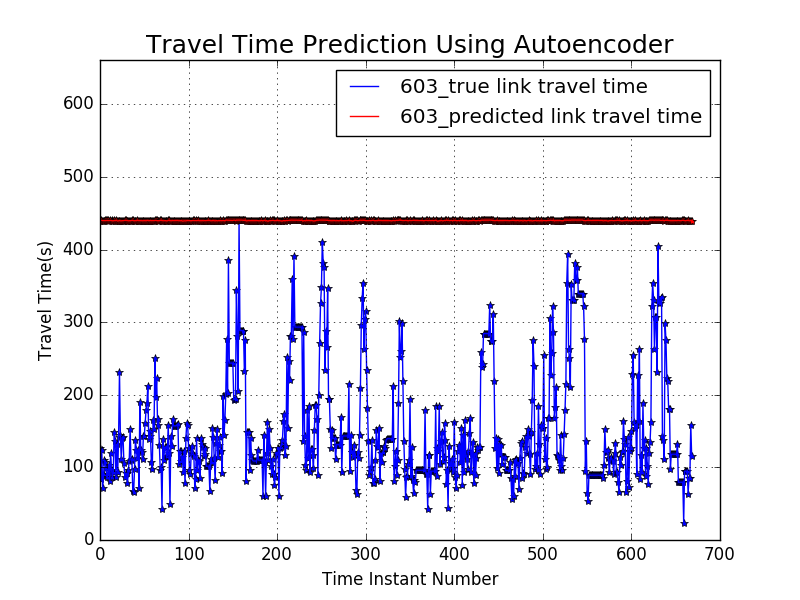 Travel Time Prediction Using Autoencoder
603_true link travel time
603_predicted link travel time
Travel Time(s)
600
500
400
300
200
100
0
0 100 200 300 400 500 600 700
Time Instant Number